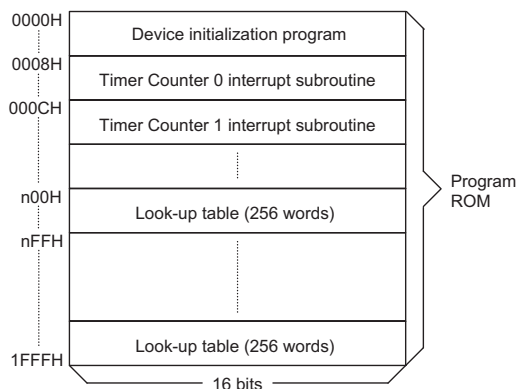 0000H
Device initialization program
0008H
Timer Counter 0 interrupt subroutine
000CH
Timer Counter 1 interrupt subroutine
n00H
Look-up table (256 words)
nFFH
Program
ROM
Look-up table (256 words)
1FFFH
16 bits